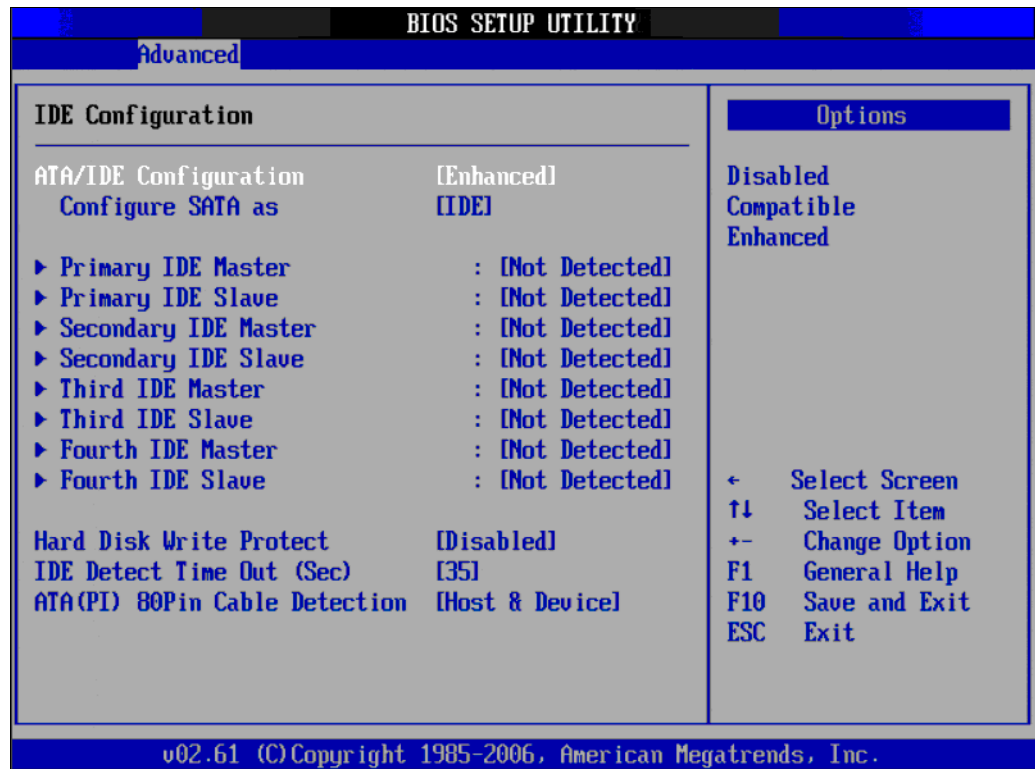 BIOS SETUP UTILITY
Advanced
IDE Configuration
ATA/IDE Configuration [Enhanced]
Configure SATA as [IDE]
▶ Primary IDE Master : [Not Detected]
▶ Primary IDE Slave : [Not Detected]
▶ Secondary IDE Master : [Not Detected]
▶ Secondary IDE Slave : [Not Detected]
▶ Third IDE Master : [Not Detected]
▶ Third IDE Slave : [Not Detected]
▶ Fourth IDE Master : [Not Detected]
▶ Fourth IDE Slave : [Not Detected]
Hard Disk Write Protect [Disabled]
IDE Detect Time Out (Sec) [35]
ATA(PI) 80Pin Cable Detection [Host & Device]
Options
Disabled
Compatible
Enhanced
← Select Screen
↑↓ Select Item
+- Change Option
F1 General Help
F10 Save and Exit
ESC Exit
v02.61 (C)Copyright 1985-2006, American Megatrends, Inc.